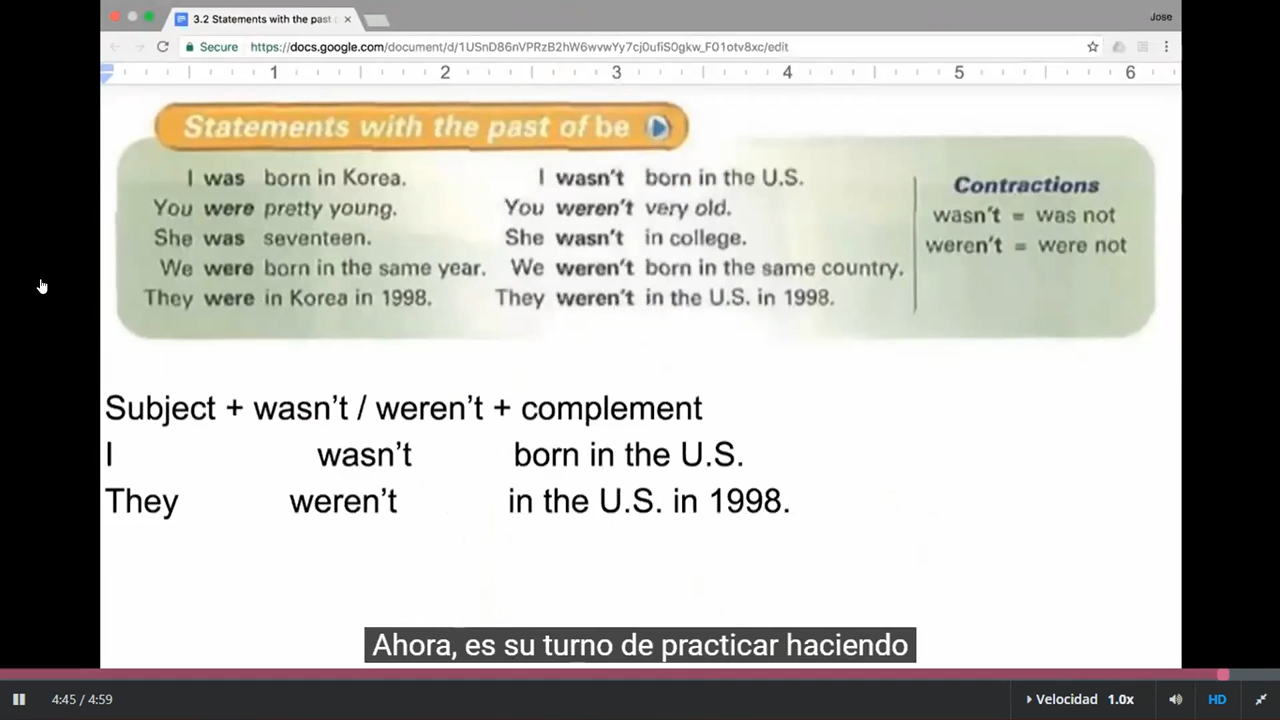 3.2 Statements with the past
Jose
Secure https://docs.google.com/document/d/1USnD86nVPRzB2hW6wvwYy7cj0ufiS0gkw_F01otv8xc/edit
1 2 3 4 5 6
Statements with the past of be
I was born in Korea.
You were pretty young.
She was seventeen.
We were born in the same year.
They were in Korea in 1998.
I wasn't born in the U.S.
You weren't very old.
She wasn't in college.
We weren't born in the same country.
They weren't in the U.S. in 1998.
Contractions
wasn't = was not
weren't = were not
Subject + wasn't / weren't + complement
I wasn't born in the U.S.
They weren't in the U.S. in 1998.
Ahora, es su turno de practicar haciendo
4:45 / 4:59
Velocidad 1.0x
HD